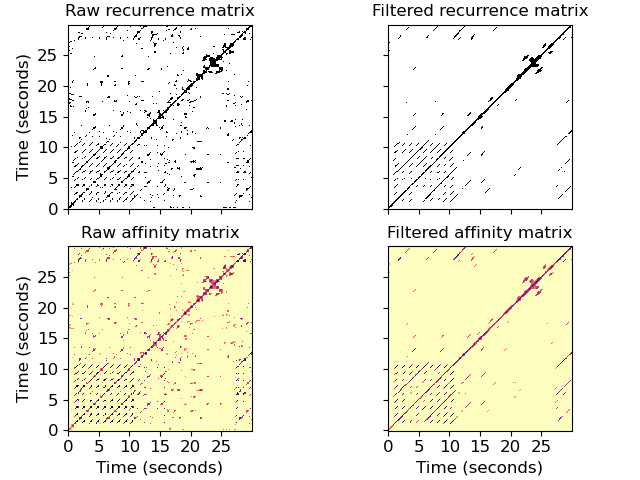 Raw recurrence matrix
Filtered recurrence matrix
Time (seconds)
25
20
15
10
5
0
Raw affinity matrix
Filtered affinity matrix
Time (seconds)
25
20
15
10
5
0
0 5 10 15 20 25
0 5 10 15 20 25
Time (seconds)
Time (seconds)